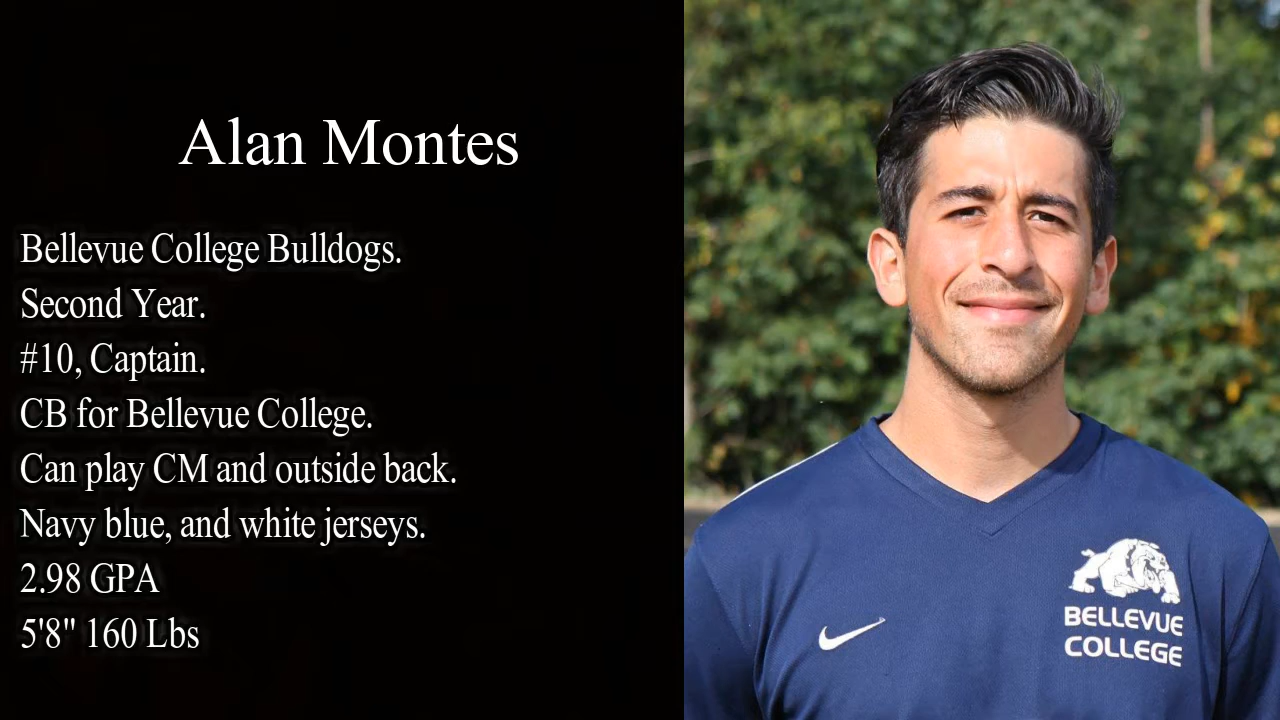 Alan Montes
Bellevue College Bulldogs.
Second Year.
#10, Captain.
CB for Bellevue College.
Can play CM and outside back.
Navy blue, and white jerseys.
2.98 GPA
5'8" 160 Lbs
BELLEVUE
COLLEGE